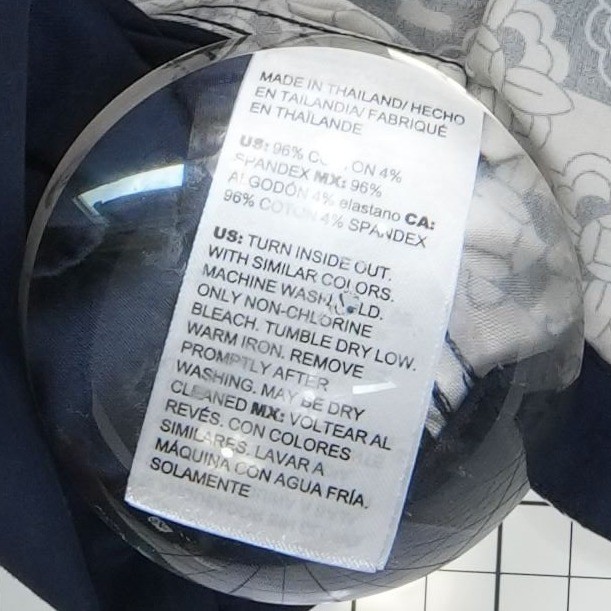 MADE IN THAILAND/ HECHO
EN TAILANDIA/ FABRIQUÉ
EN THAÏLANDE
US: 96% ON 4%
SPANDEX MX: 96%
ALGODÓN 4% elastano CA:
96% COTON 4% SPANDEX
US: TURN INSIDE OUT.
WITH SIMILAR COLORS.
MACHINE WASH LD.
ONLY NON-CHLORINE
BLEACH. TUMBLE DRY LOW.
WARM IRON. REMOVE
PROMPTLY AFTER
WASHING. MAY BE DRY
CLEANED MX: VOLTEAR AL
REVÉS. CON COLORES
SIMILARES. LAVAR A
MÁQUINA CON AGUA FRÍA.
SOLAMENTE